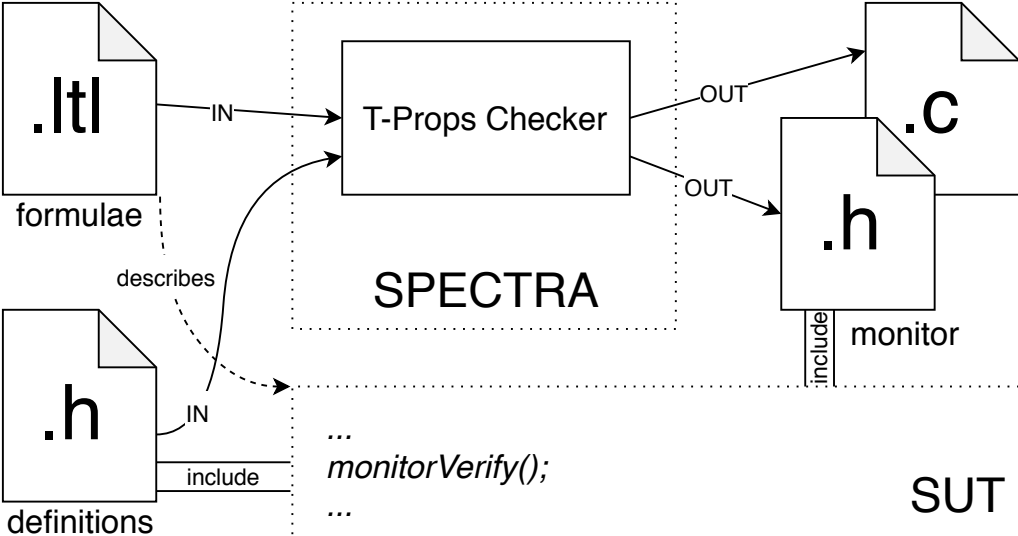 .ltl
IN
T-Props Checker
OUT
.c
formulae
OUT
.h
describes
SPECTRA
monitor
include
.h
IN
...
include
monitorVerify();
SUT
definitions
...